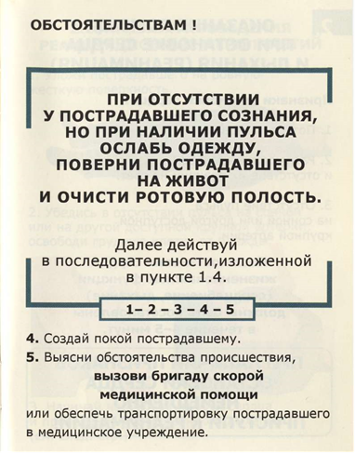 ОБСТОЯТЕЛЬСТВАМ !
ПРИ ОТСУТСТВИИ
У ПОСТРАДАВШЕГО СОЗНАНИЯ,
НО ПРИ НАЛИЧИИ ПУЛЬСА
ОСЛАБЬ ОДЕЖДУ,
ПОВЕРНИ ПОСТРАДАВШЕГО
НА ЖИВОТ
И ОЧИСТИ РОТОВУЮ ПОЛОСТЬ.
Далее действуй
в последовательности,изложенной
в пункте 1.4.
1– 2 – 3 – 4 – 5
4. Создай покой пострадавшему.
5. Выясни обстоятельства происшествия,
вызови бригаду скорой
медицинской помощи
или обеспечь транспортировку пострадавшего
в медицинское учреждение.